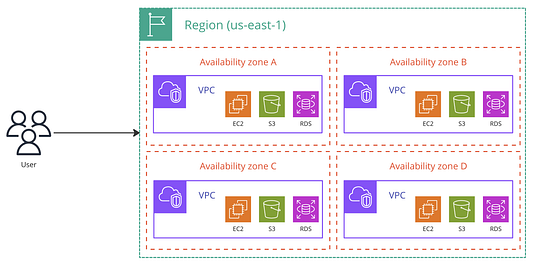 Region (us-east-1)
Availability zone A
VPC
EC2
S3
RDS
Availability zone B
VPC
EC2
S3
RDS
User
Availability zone C
VPC
EC2
S3
RDS
Availability zone D
VPC
EC2
S3
RDS